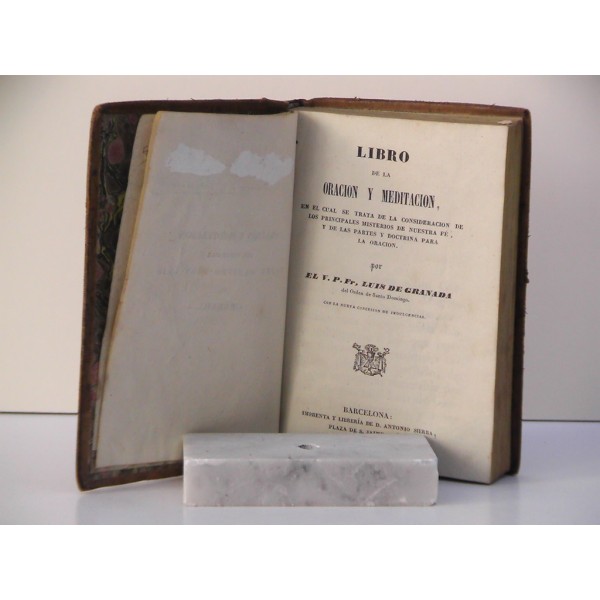 LIBRO
DE LA
ORACION Y MEDITACION,
EN EL CUAL SE TRATA DE LA CONSIDERACION DE
LOS PRINCIPALES MISTERIOS DE NUESTRA FÉ,
Y DE LAS PARTES Y DOCTRINA PARA
LA ORACION.
por
EL V. P. Fr. LUIS DE GRANADA
del Orden de Santo Domingo,
BARCELONA:
IMPRENTA Y LIBRERÍA DE D. ANTONIO SIERRA,
PLAZA DE S.